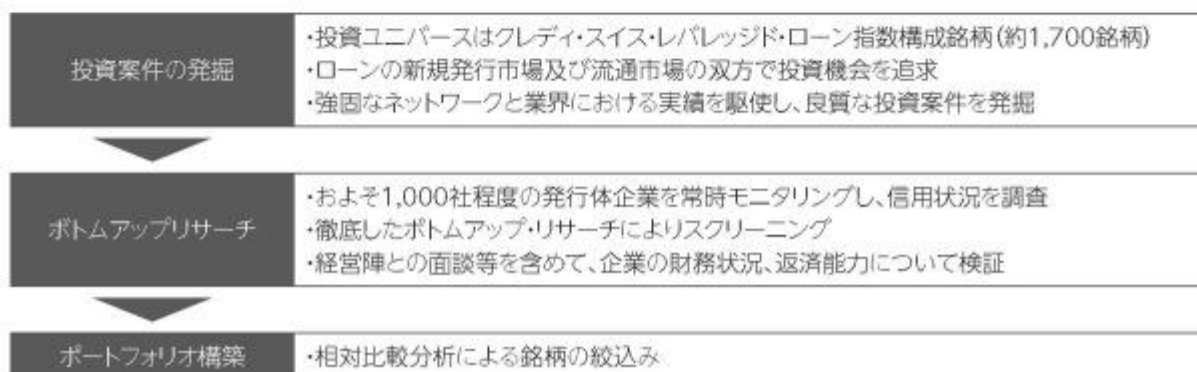 投資案件の発掘
・投資ユニバースはクレディ・スイス・レバレッジド・ローン指数構成銘柄(約1,700銘柄)
・ローンの新規発行市場及び流通市場の双方で投資機会を追求
・強固なネットワークと業界における実績を駆使し、良質な投資案件を発掘
ボトムアップリサーチ
・およそ1,000社程度の発行体企業を常時モニタリングし、信用状況を調査
・徹底したボトムアップ・リサーチによりスクリーニング
・経営陣との面談等を含めて、企業の財務状況、返済能力について検証
ポートフォリオ構築
・相対比較分析による銘柄の絞込み